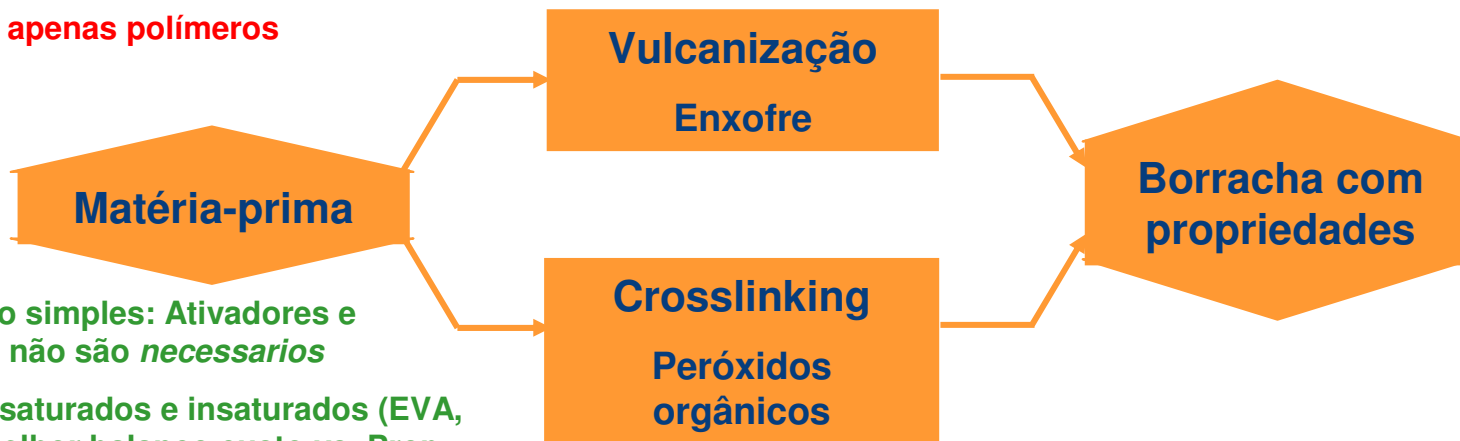 apenas polímeros
Vulcanização
Enxofre
Matéria-prima
Borracha com
propriedades
o simples: Ativadores e
não são necessarios
Crosslinking
Peróxidos
orgânicos
saturados e insaturados (EVA,